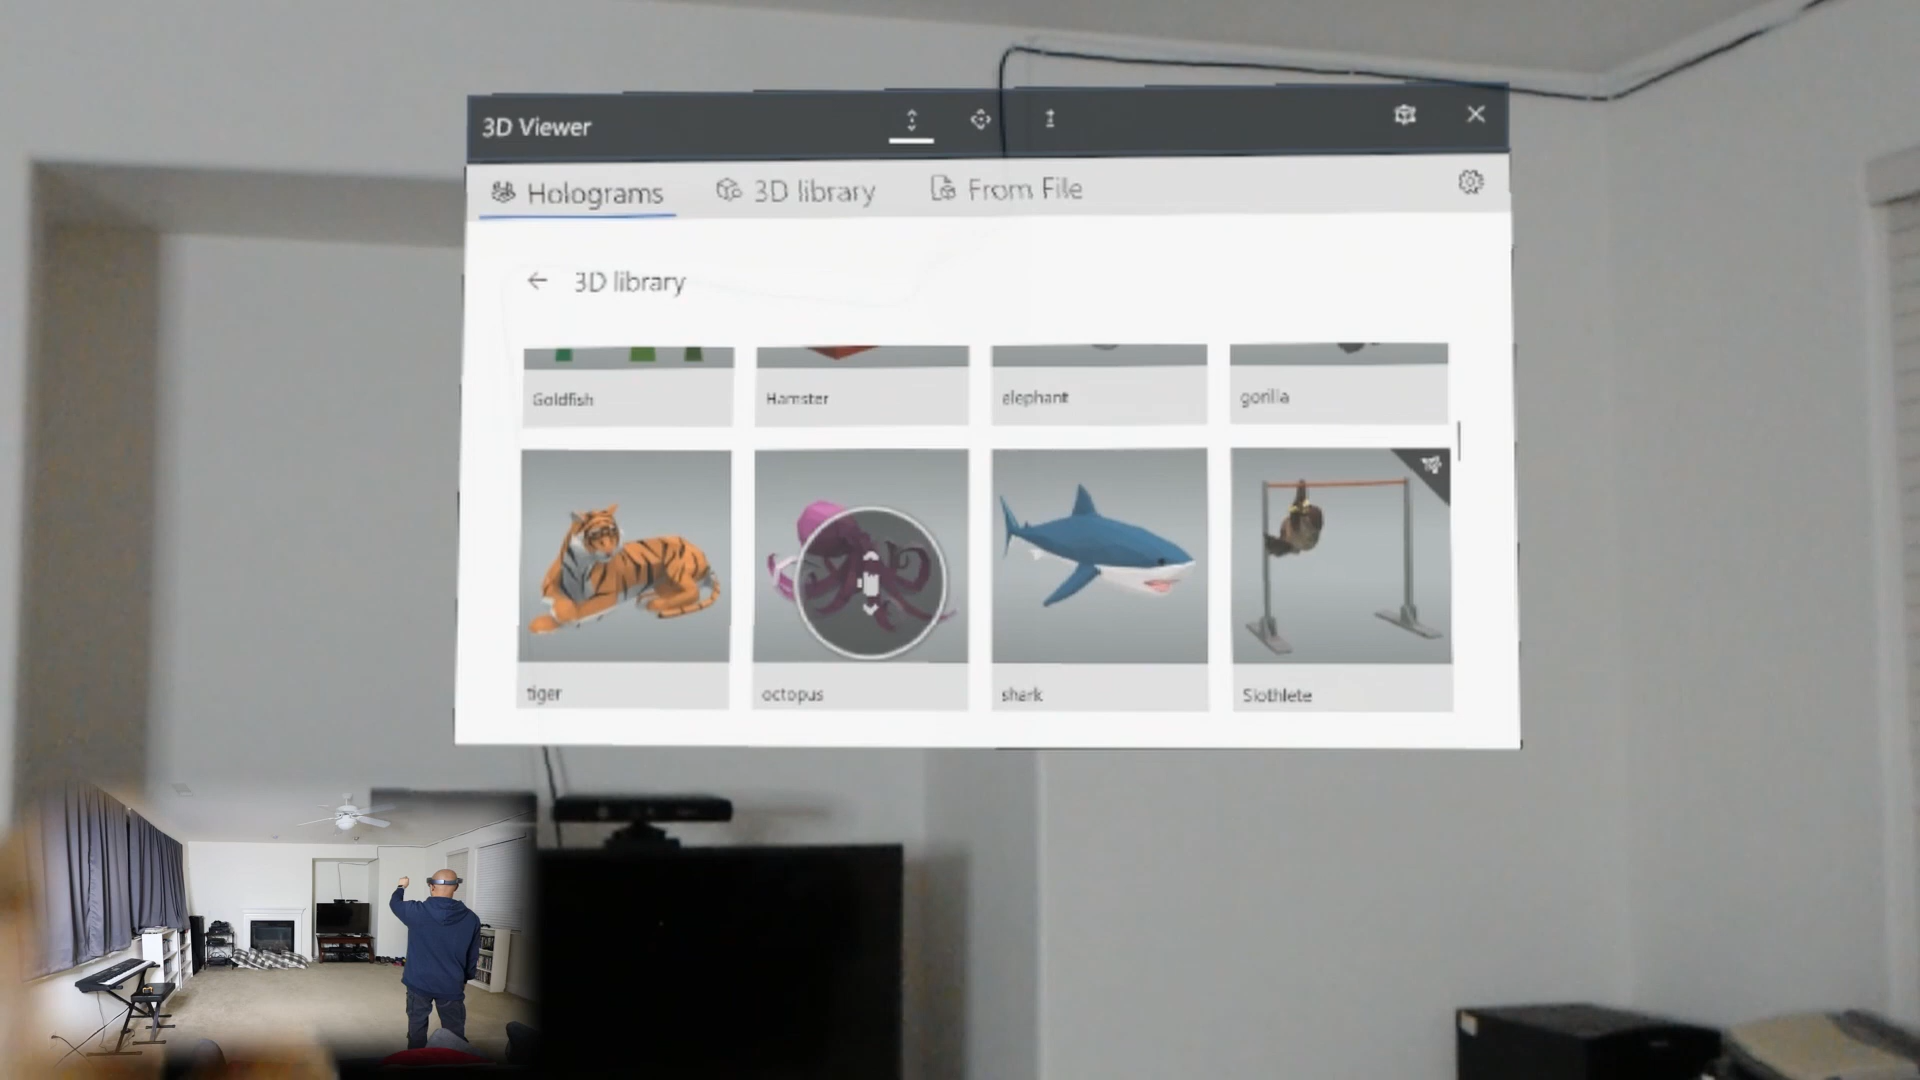 3D Viewer
Holograms
3D library
From File
3D library
Goldfish
Hamster
elephant
gorilla
tiger
octopus
shark
Slothlete